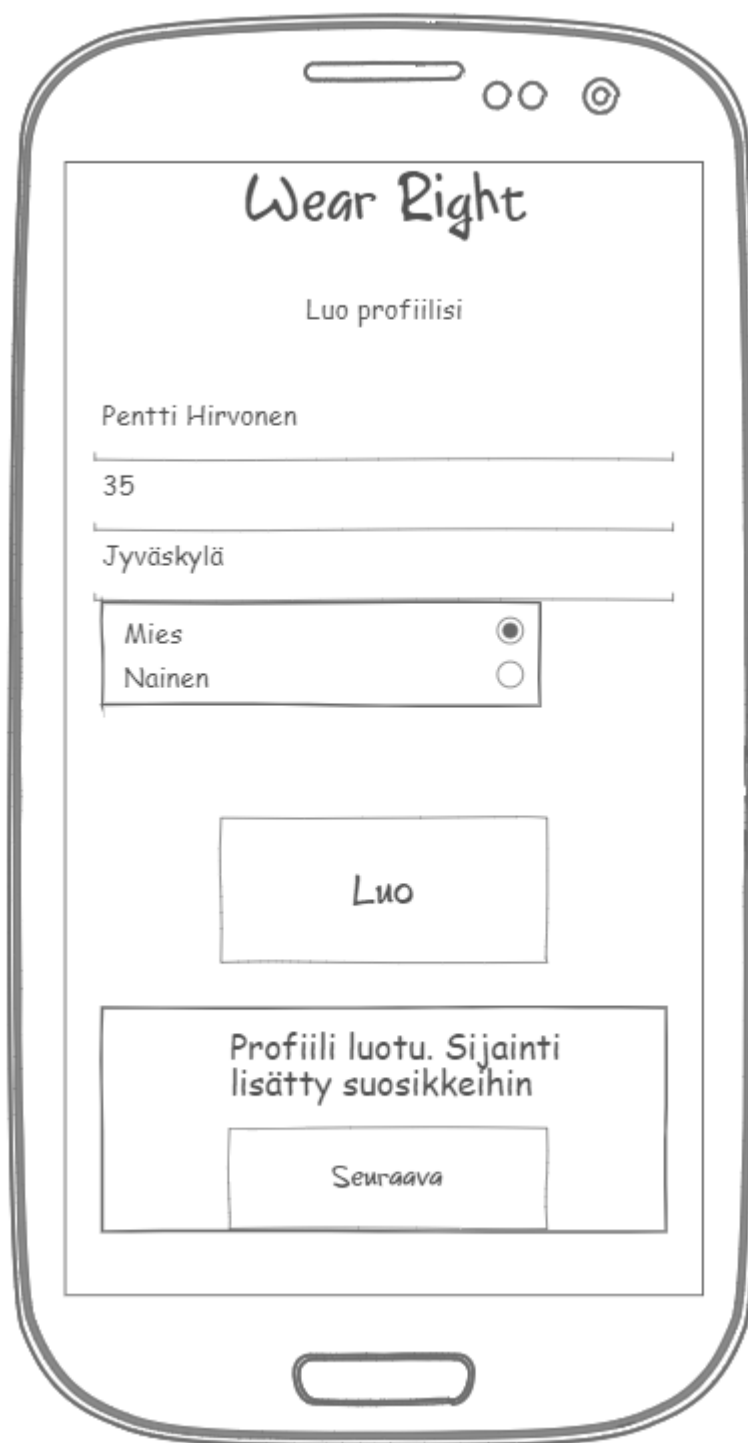 Wear Right
Luo profiilisi
Pentti Hirvonen
35
Jyväskylä
Mies
Nainen
Luo
Profiili luotu. Sijainti
lisätty suosikkeihin
Seuraava